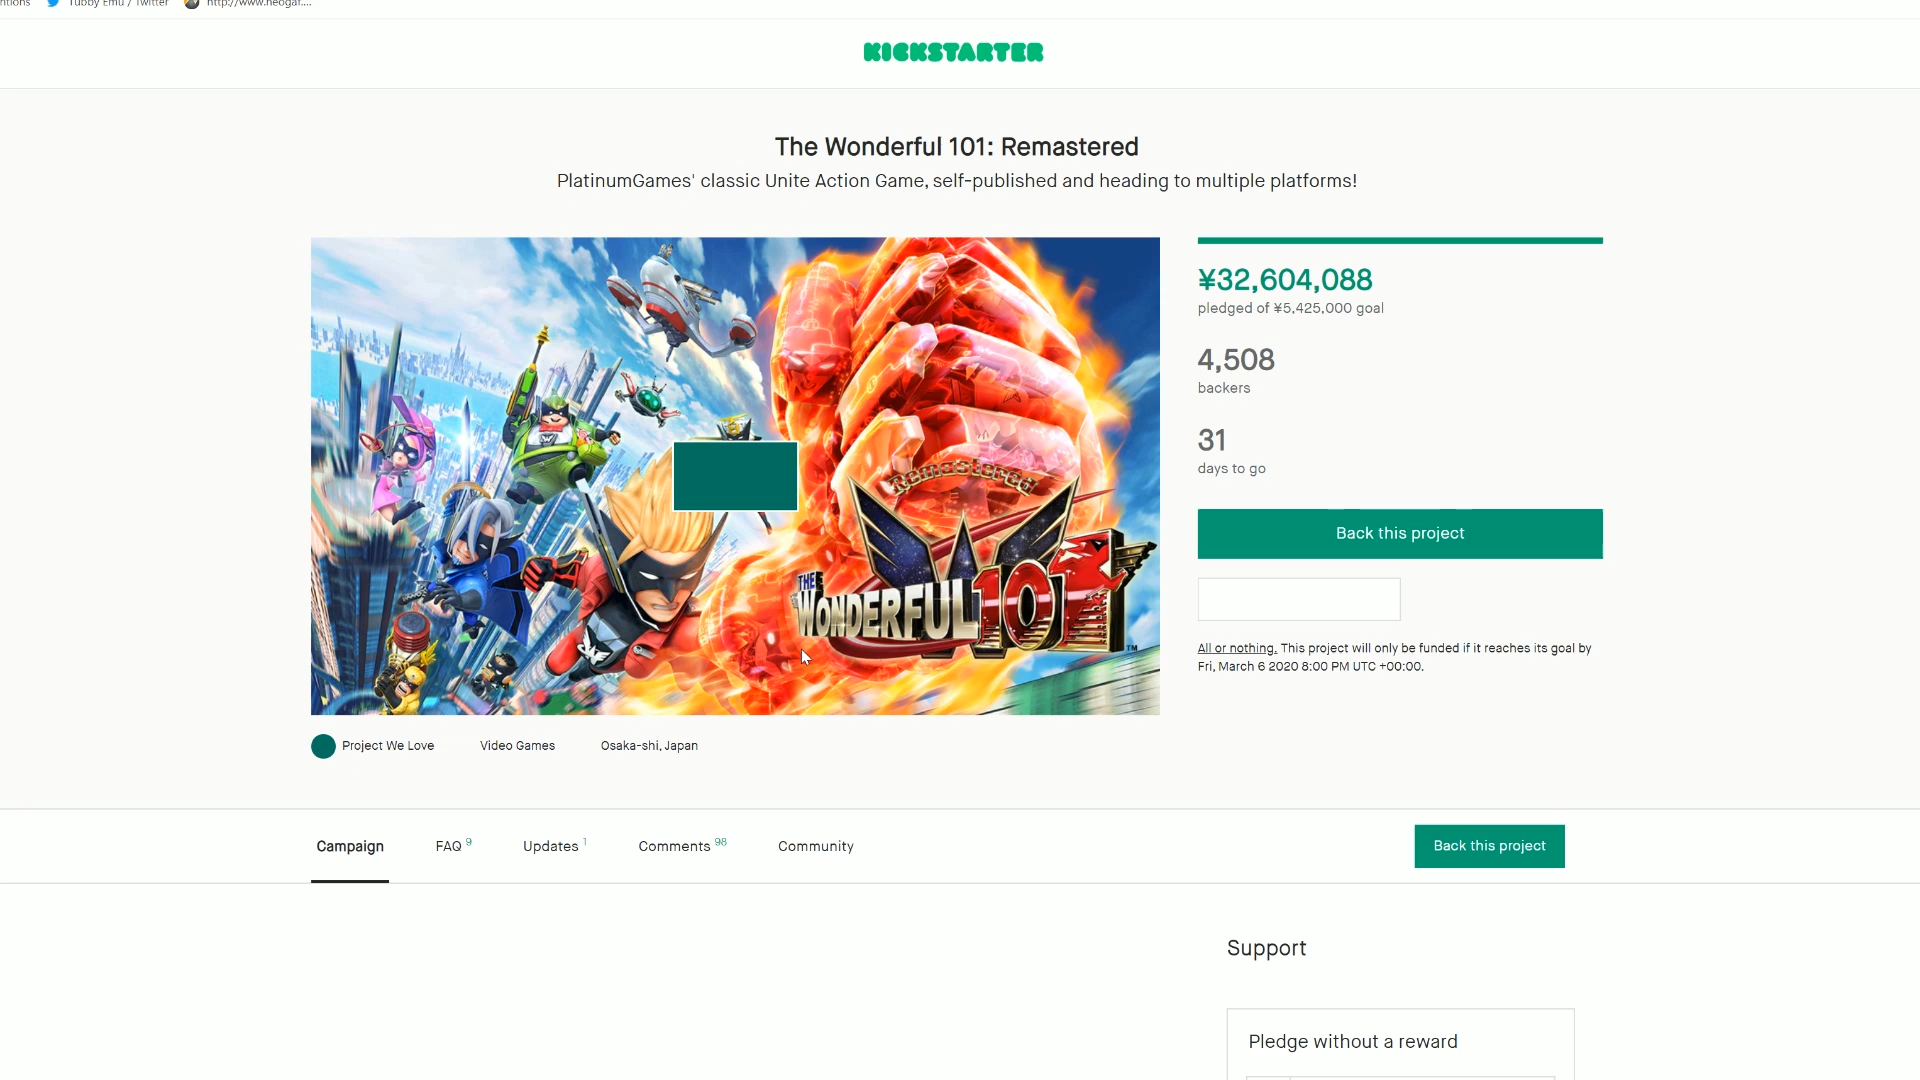 Tubby Emu / Twitter
http://www.neogaf....
KICKSTARTER
The Wonderful 101: Remastered
PlatinumGames' classic Unite Action Game, self-published and heading to multiple platforms!
Remastered
THE
WONDERFUL 101
TM
¥32,604,088
pledged of ¥5,425,000 goal
4,508
backers
31
days to go
Back this project
All or nothing. This project will only be funded if it reaches its goal by
Fri, March 6 2020 8:00 PM UTC +00:00.
Project We Love
Video Games
Osaka-shi, Japan
Campaign
FAQ 9
Updates 1
Comments 98
Community
Back this project
Support
Pledge without a reward